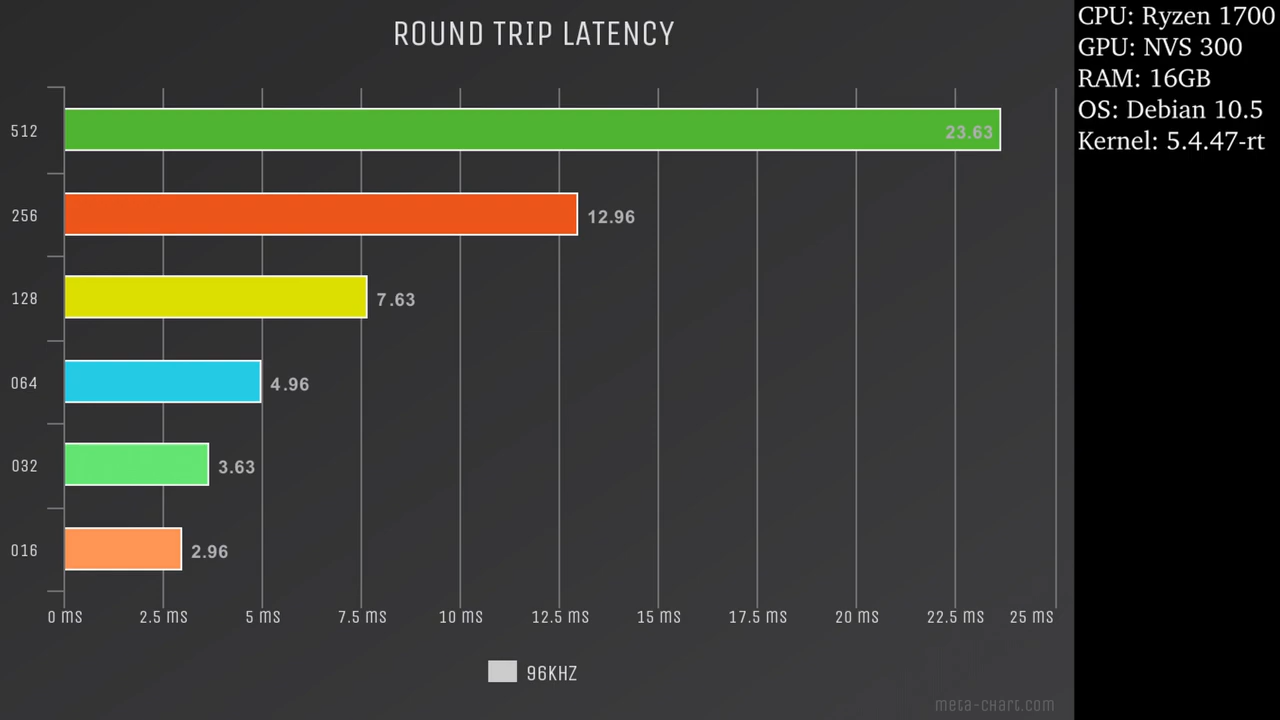 ROUND TRIP LATENCY
CPU: Ryzen 1700
GPU: NVS 300
RAM: 16GB
OS: Debian 10.5
Kernel: 5.4.47-rt
512
23.63
256
12.96
128
7.63
064
4.96
032
3.63
016
2.96
0 MS 2.5 MS 5 MS 7.5 MS 10 MS 12.5 MS 15 MS 17.5 MS 20 MS 22.5 MS 25 MS
96KHZ
meta-chart.com